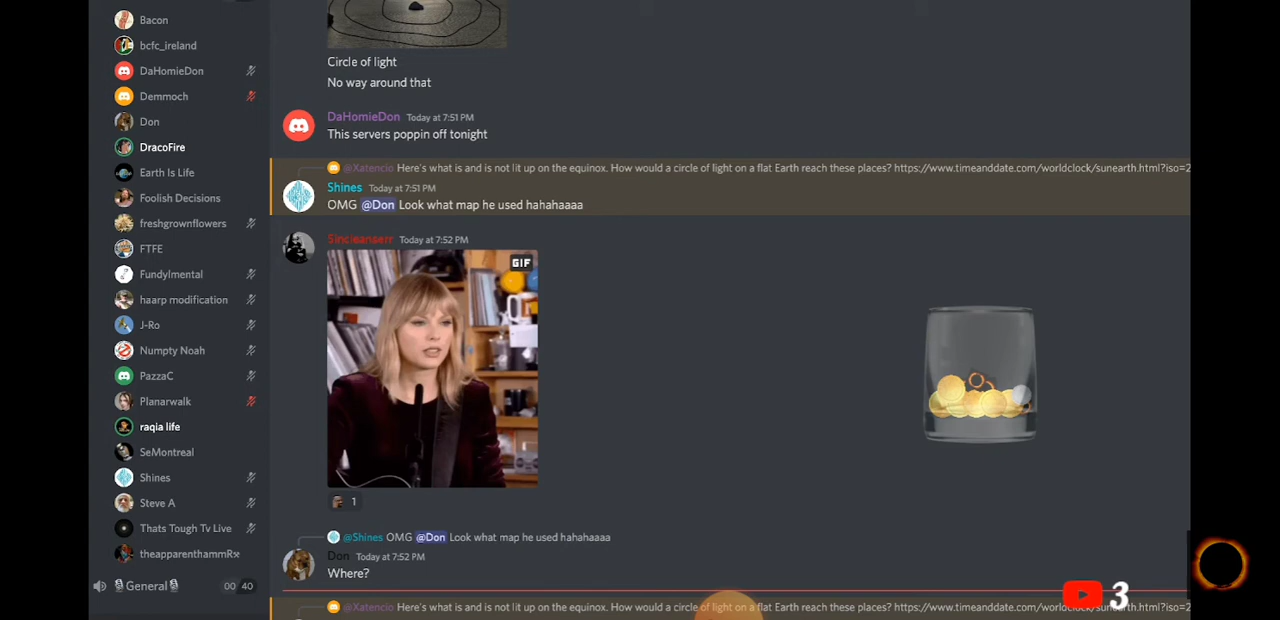 Bacon
bcfc_ireland
DaHomieDon
Demmoch
Don
DracoFire
Earth Is Life
Foolish Decisions
freshgrownflowers
FTFE
Fundylmental
haarp modification
J-Ro
Numpty Noah
PazzaC
Planarwalk
raqia life
SeMontreal
Shines
Steve A
Thats Tough Tv Live
theapparenthammR
General
00 40
Circle of light
No way around that
DaHomieDon Today at 7:51 PM
This servers poppin off tonight
@Xatencio Here's what is and is not lit up on the equinox. How would a circle of light on a flat Earth reach these places? https://www.timeanddate.com/worldclock/sunearth.html?iso=2
Shines Today at 7:51 PM
OMG @Don Look what map he used hahahaaaa
Today at 7:52 PM
GIF
1
@Shines OMG @Don Look what map he used hahahaaaa
Don Today at 7:52 PM
Where?
@Xatencio Here's what is and is not lit up on the equinox. How would a circle of light on a flat Earth reach these places? https://www.timeanddate.com/worldclock/sunearth.html?iso=2
3